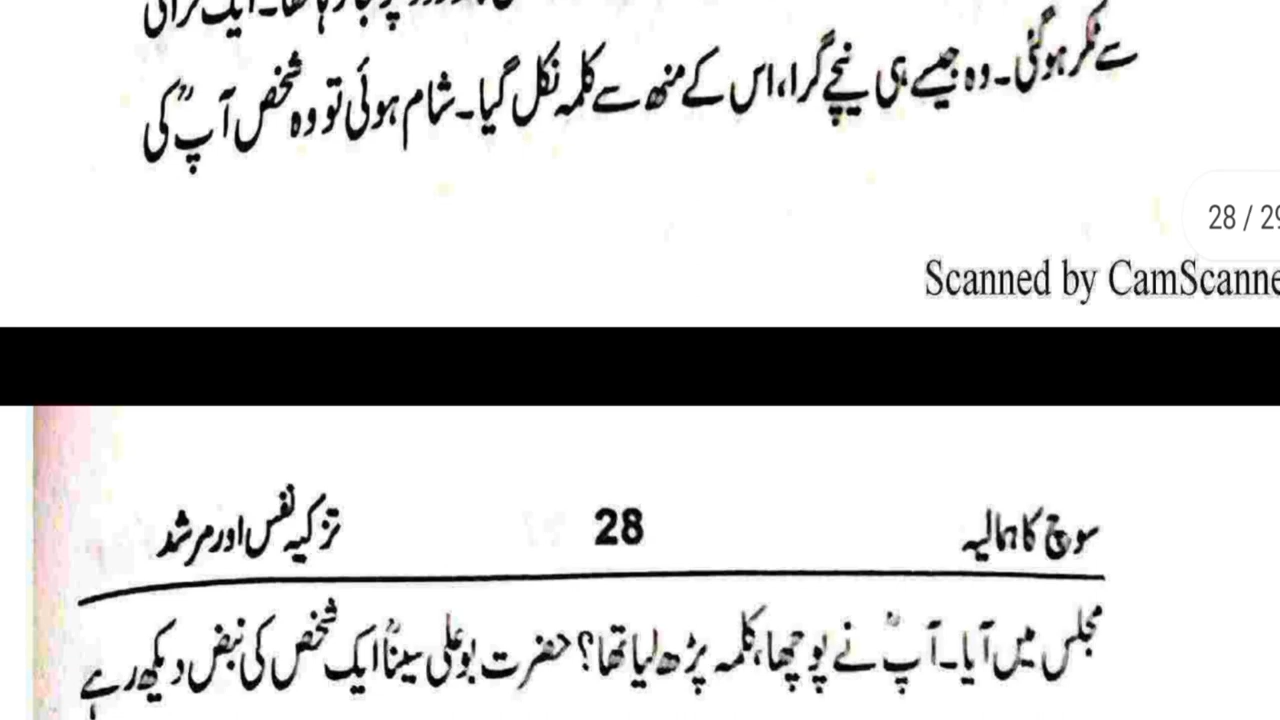 سے ٹکر ہوگئی۔ وہ جیسے ہی نیچے گرا، اس کے منھ سے کلمہ نکل گیا۔ شام ہوئی تو وہ شخص آپؒ کی
28 / 29
Scanned by CamScanne
سوچ کا ہمالیہ 28 تزکیہ نفس اور مرشد
مجلس میں آیا۔ آپؒ نے پوچھا، کلمہ پڑھ لیا تھا؟ حضرت بوعلی سیناؒ ایک شخص کی نبض دیکھ رہے